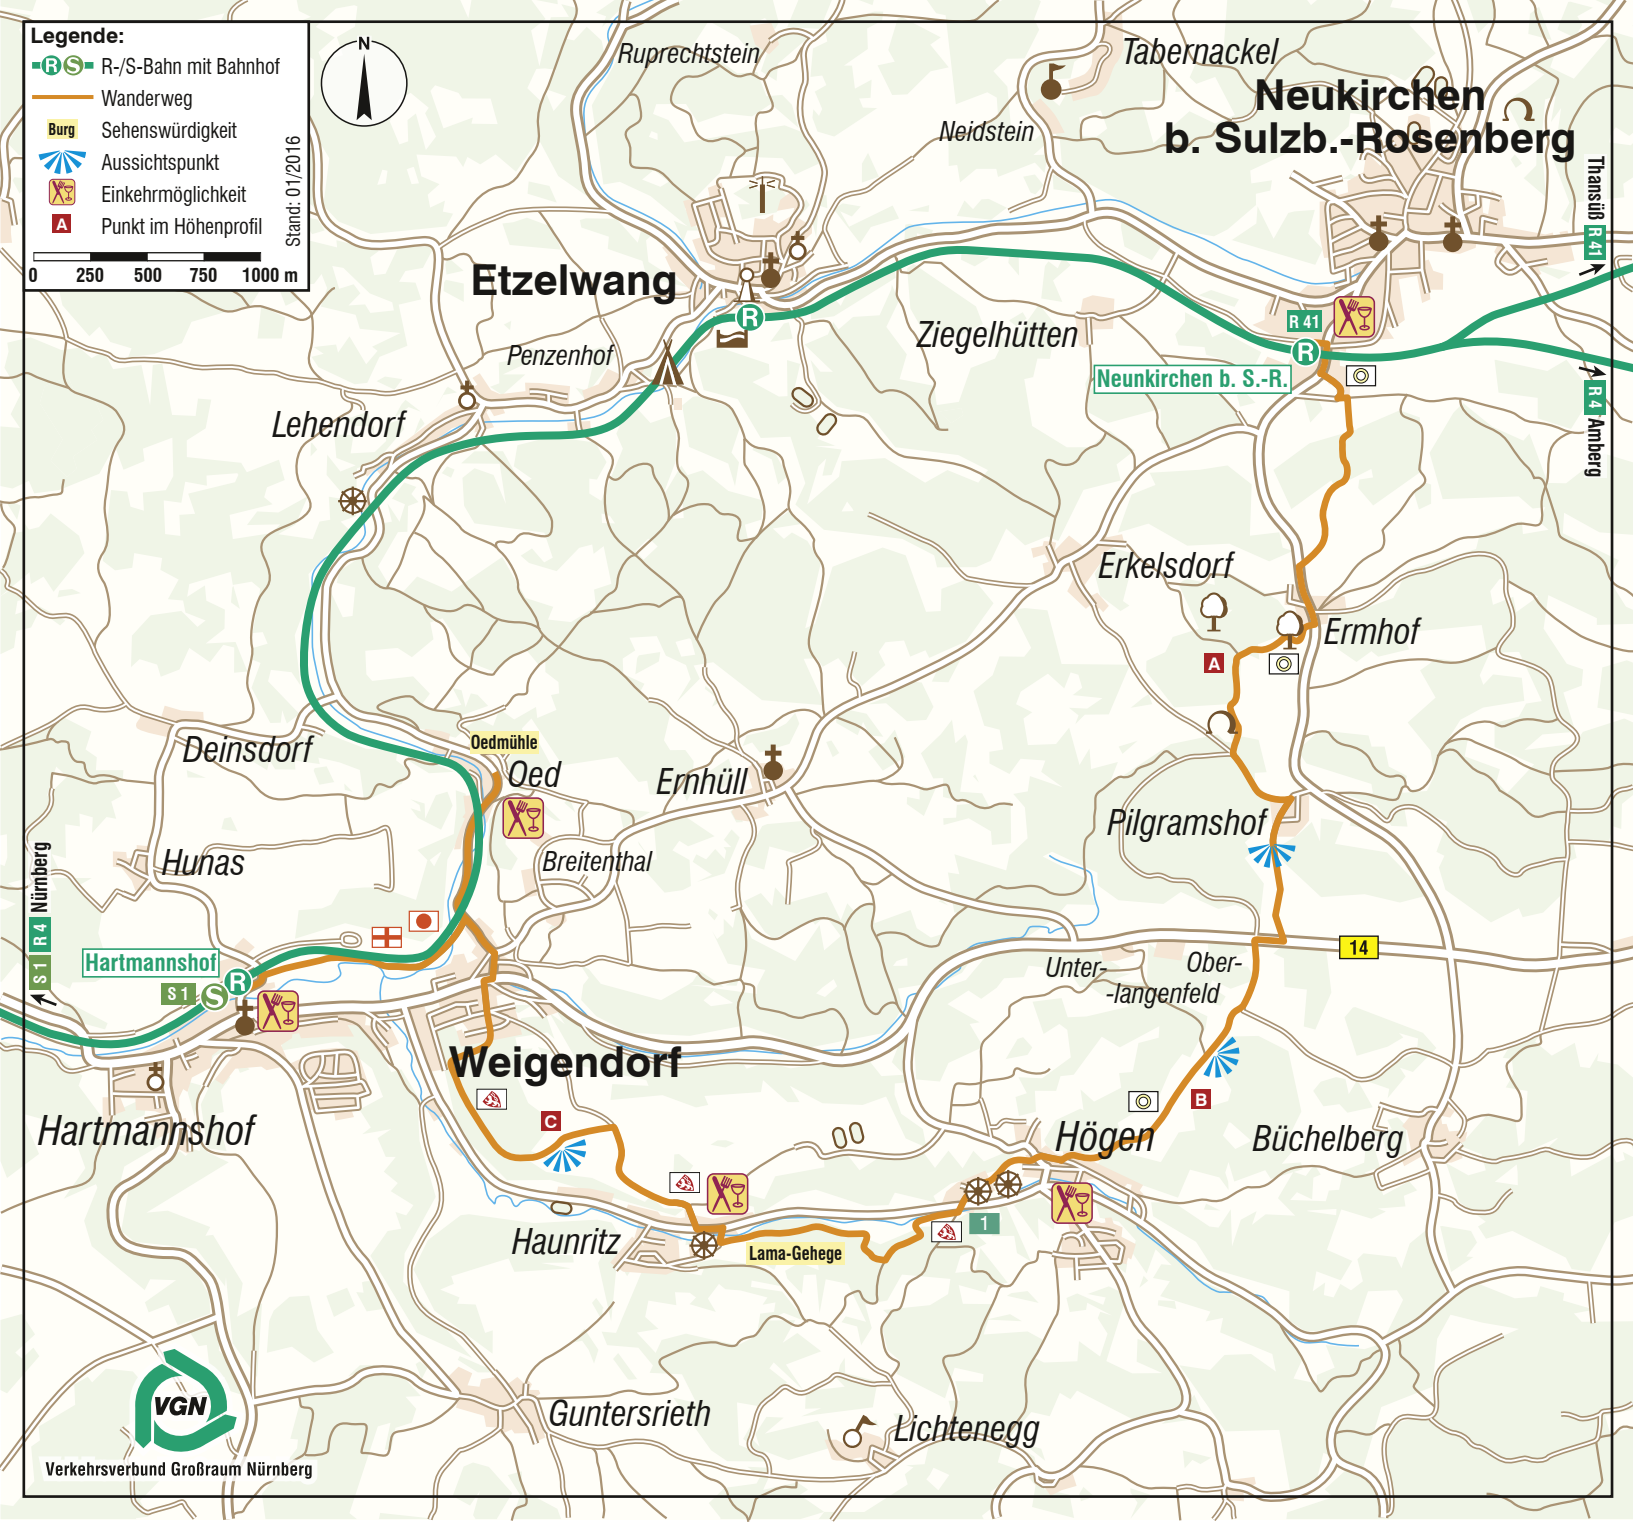 Legende:
R S R-/S-Bahn mit Bahnhof
Wanderweg
Burg Sehenswürdigkeit
Aussichtspunkt
Einkehrmöglichkeit
A Punkt im Höhenprofil
0 250 500 750 1000 m
Stand: 01/2016
N
Ruprechtstein
Tabernackel
Neukirchen
b. Sulzb.-Rosenberg
Neidstein
Thansüß R 41
Etzelwang
R
Ziegelhütten
R 41
R
Neunkirchen b. S.-R.
R 4 Amberg
Penzenhof
Lehendorf
Erkelsdorf
A
Ermhof
Deinsdorf
Oedmühle
Oed
Ernhüll
Pilgramshof
Hunas
Breitenthal
S 1 R 4 Nürnberg
Hartmannshof
R
S 1 S
14
Unter-
Ober-
-langenfeld
Weigendorf
C
B
Hartmannshof
Högen
Büchelberg
1
Haunritz
Lama-Gehege
VGN
Verkehrsverbund Großraum Nürnberg
Guntersrieth
Lichtenegg